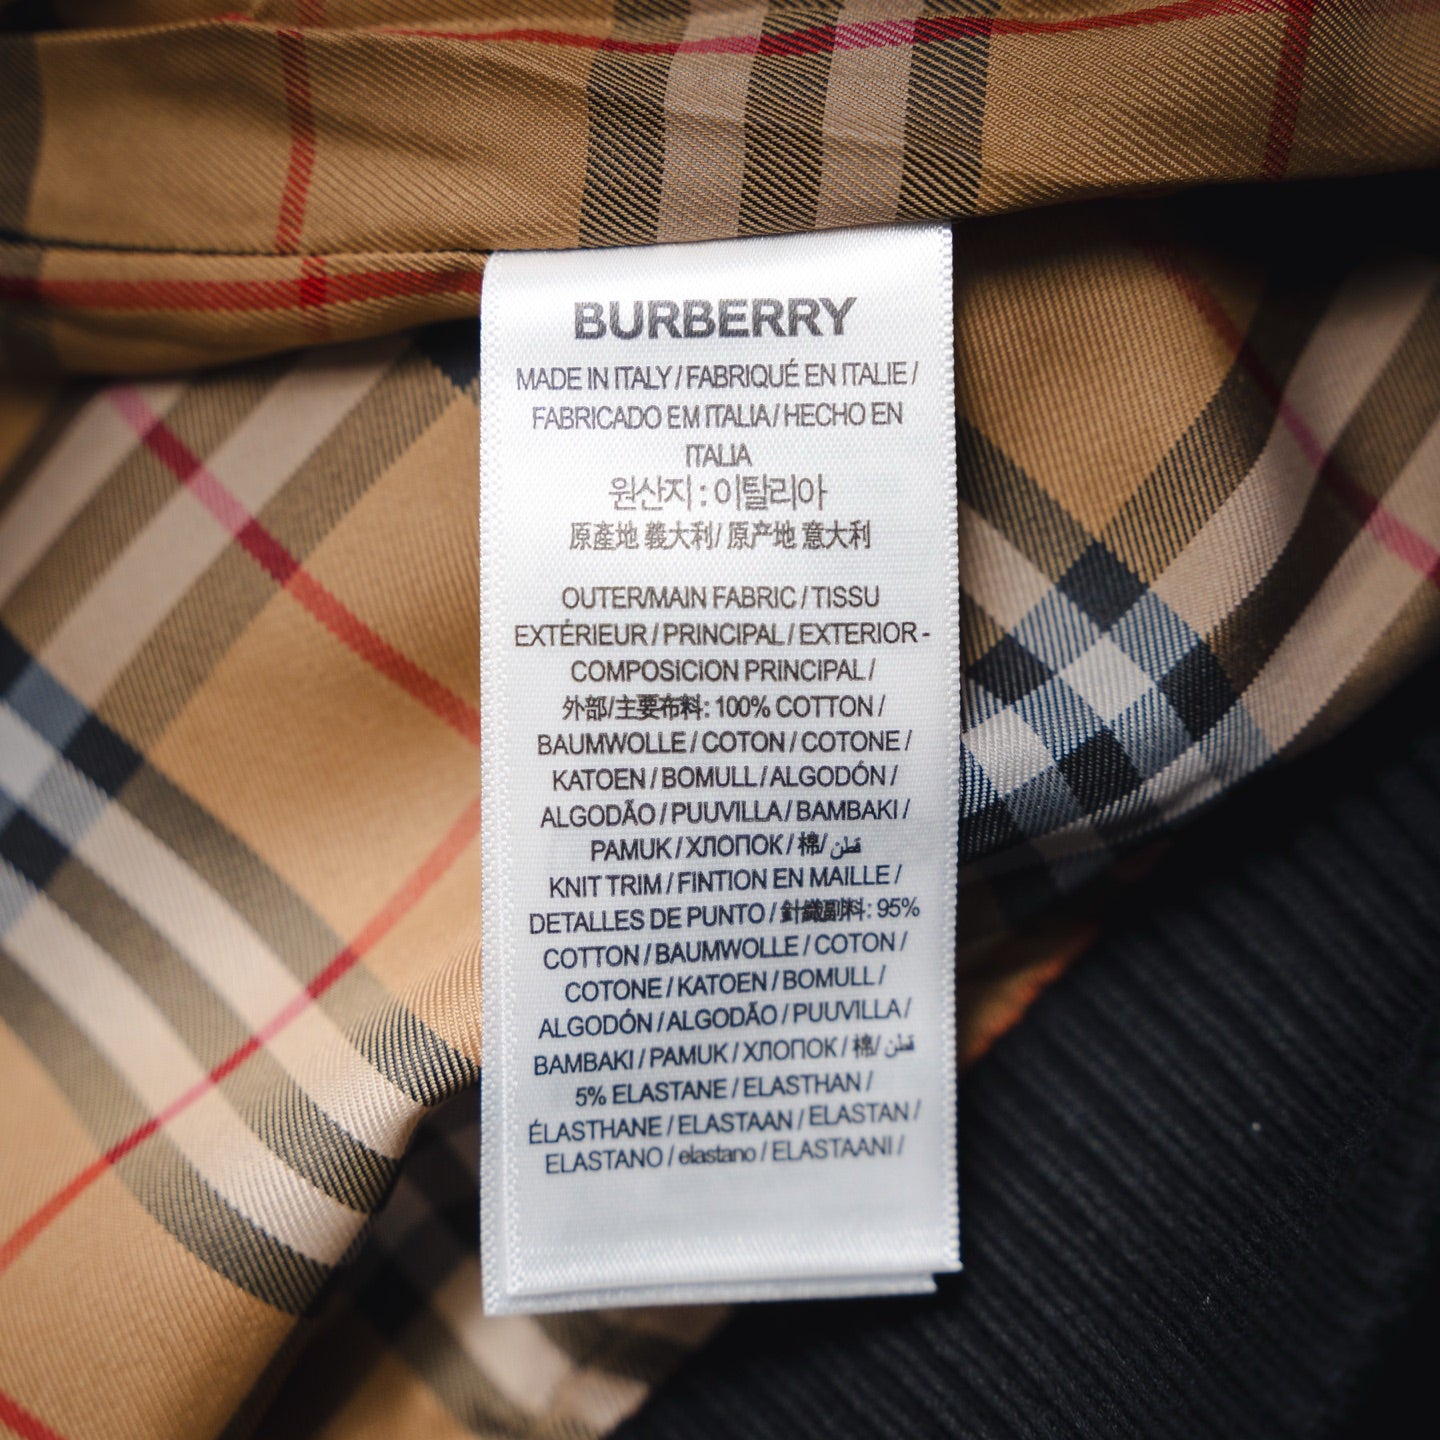 BURBERRY
MADE IN ITALY / FABRIQUÉ EN ITALIE /
FABRICADO EM ITALIA / HECHO EN
ITALIA
원산지 : 이탈리아
原產地 義大利/ 原产地 意大利
OUTER/MAIN FABRIC / TISSU
EXTÉRIEUR / PRINCIPAL / EXTERIOR -
COMPOSICION PRINCIPAL /
外部/主要布料: 100% COTTON /
BAUMWOLLE / COTON / COTONE /
KATOEN / BOMULL / ALGODÓN /
ALGODÃO / PUUVILLA / BAMBAKI /
PAMUK / ХЛОПОК / 棉/ قطن
KNIT TRIM / FINTION EN MAILLE /
DETALLES DE PUNTO / 針織副料: 95%
COTTON / BAUMWOLLE / COTON /
COTONE / KATOEN / BOMULL /
ALGODÓN / ALGODÃO / PUUVILLA /
BAMBAKI / PAMUK / ХЛОПОК / 棉/ قطن
5% ELASTANE / ELASTHAN /
ÉLASTHANE / ELASTAAN / ELASTAN /
ELASTANO / elastano / ELASTAANI /